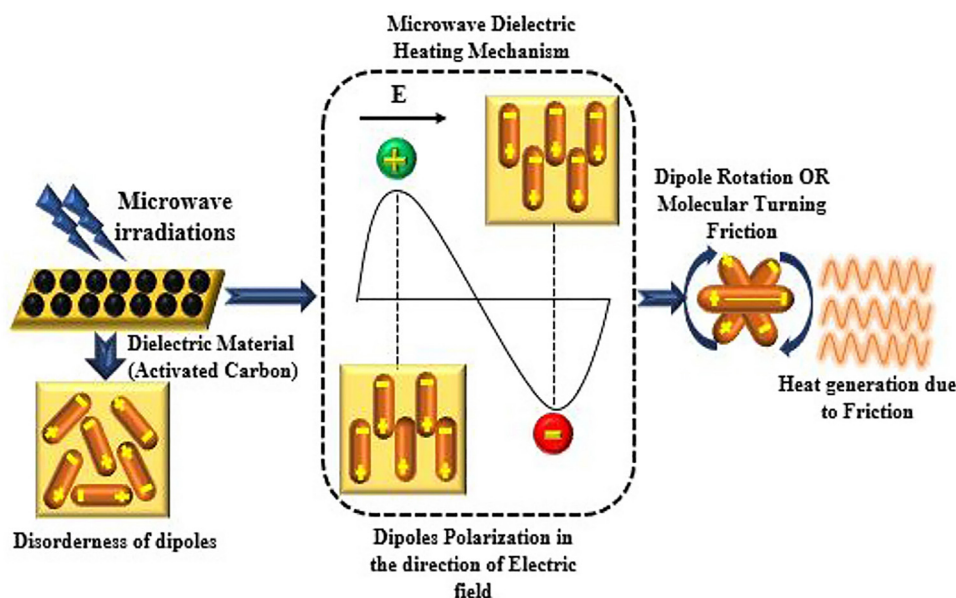 Microwave Dielectric
Heating Mechanism
E
+
−
Microwave
irradiations
Dielectric Material
(Activated Carbon)
Disorderness of dipoles
Dipoles Polarization in
the direction of Electric
field
Dipole Rotation OR
Molecular Turning
Friction
Heat generation due
to Friction